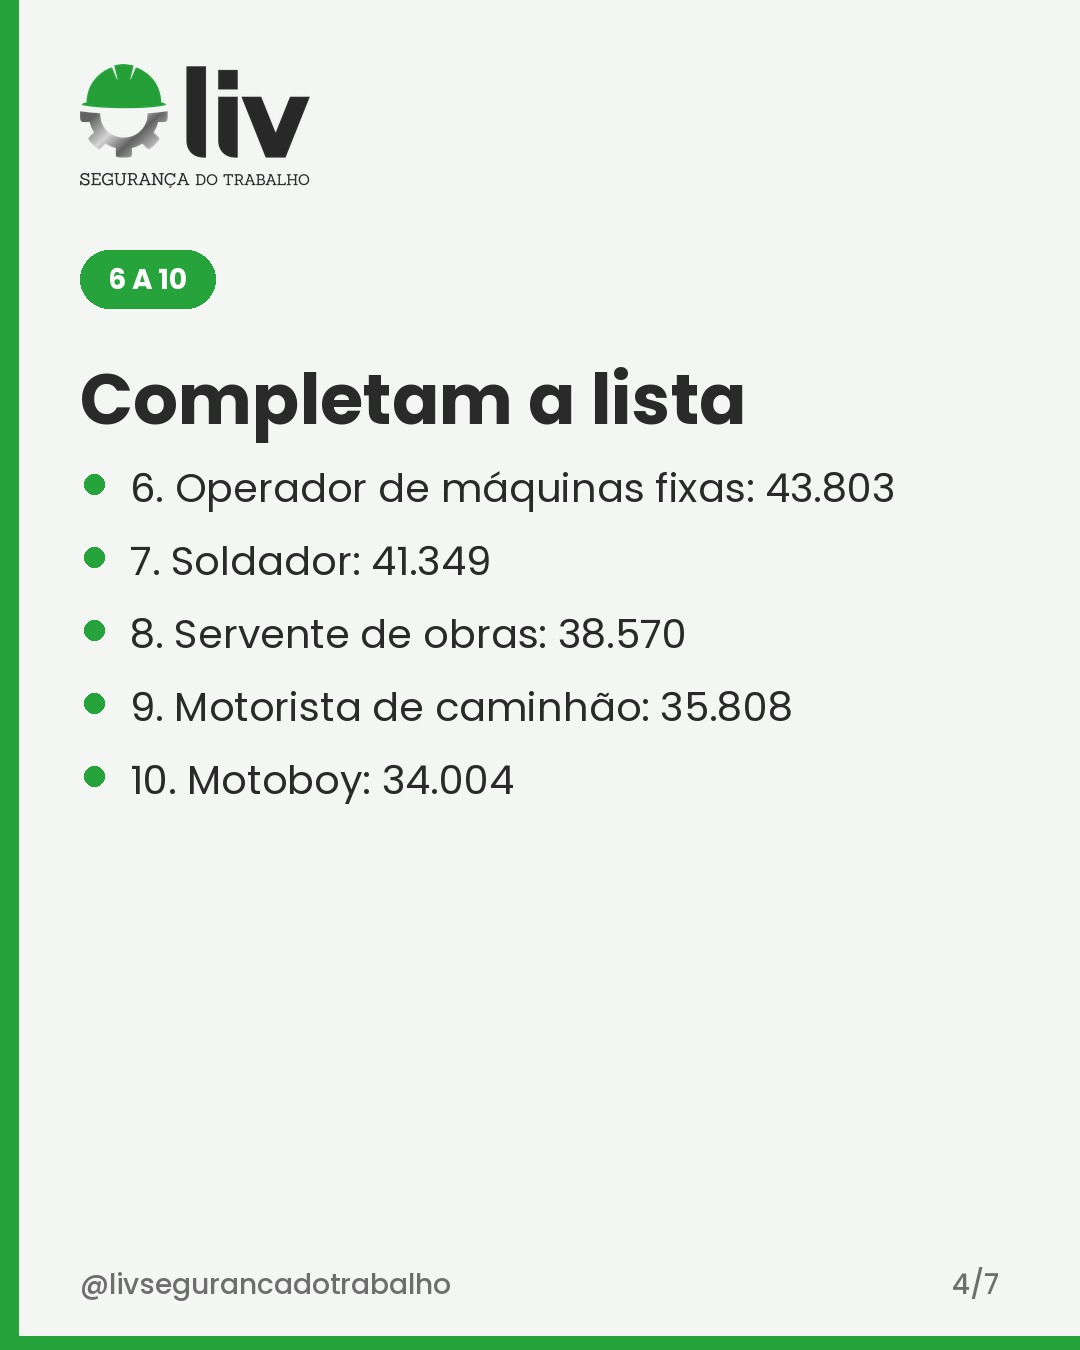 liv
SEGURANÇA DO TRABALHO
6 A 10
Completam a lista
6. Operador de máquinas fixas: 43.803
7. Soldador: 41.349
8. Servente de obras: 38.570
9. Motorista de caminhão: 35.808
10. Motoboy: 34.004
@livsegurancadotrabalho
4/7